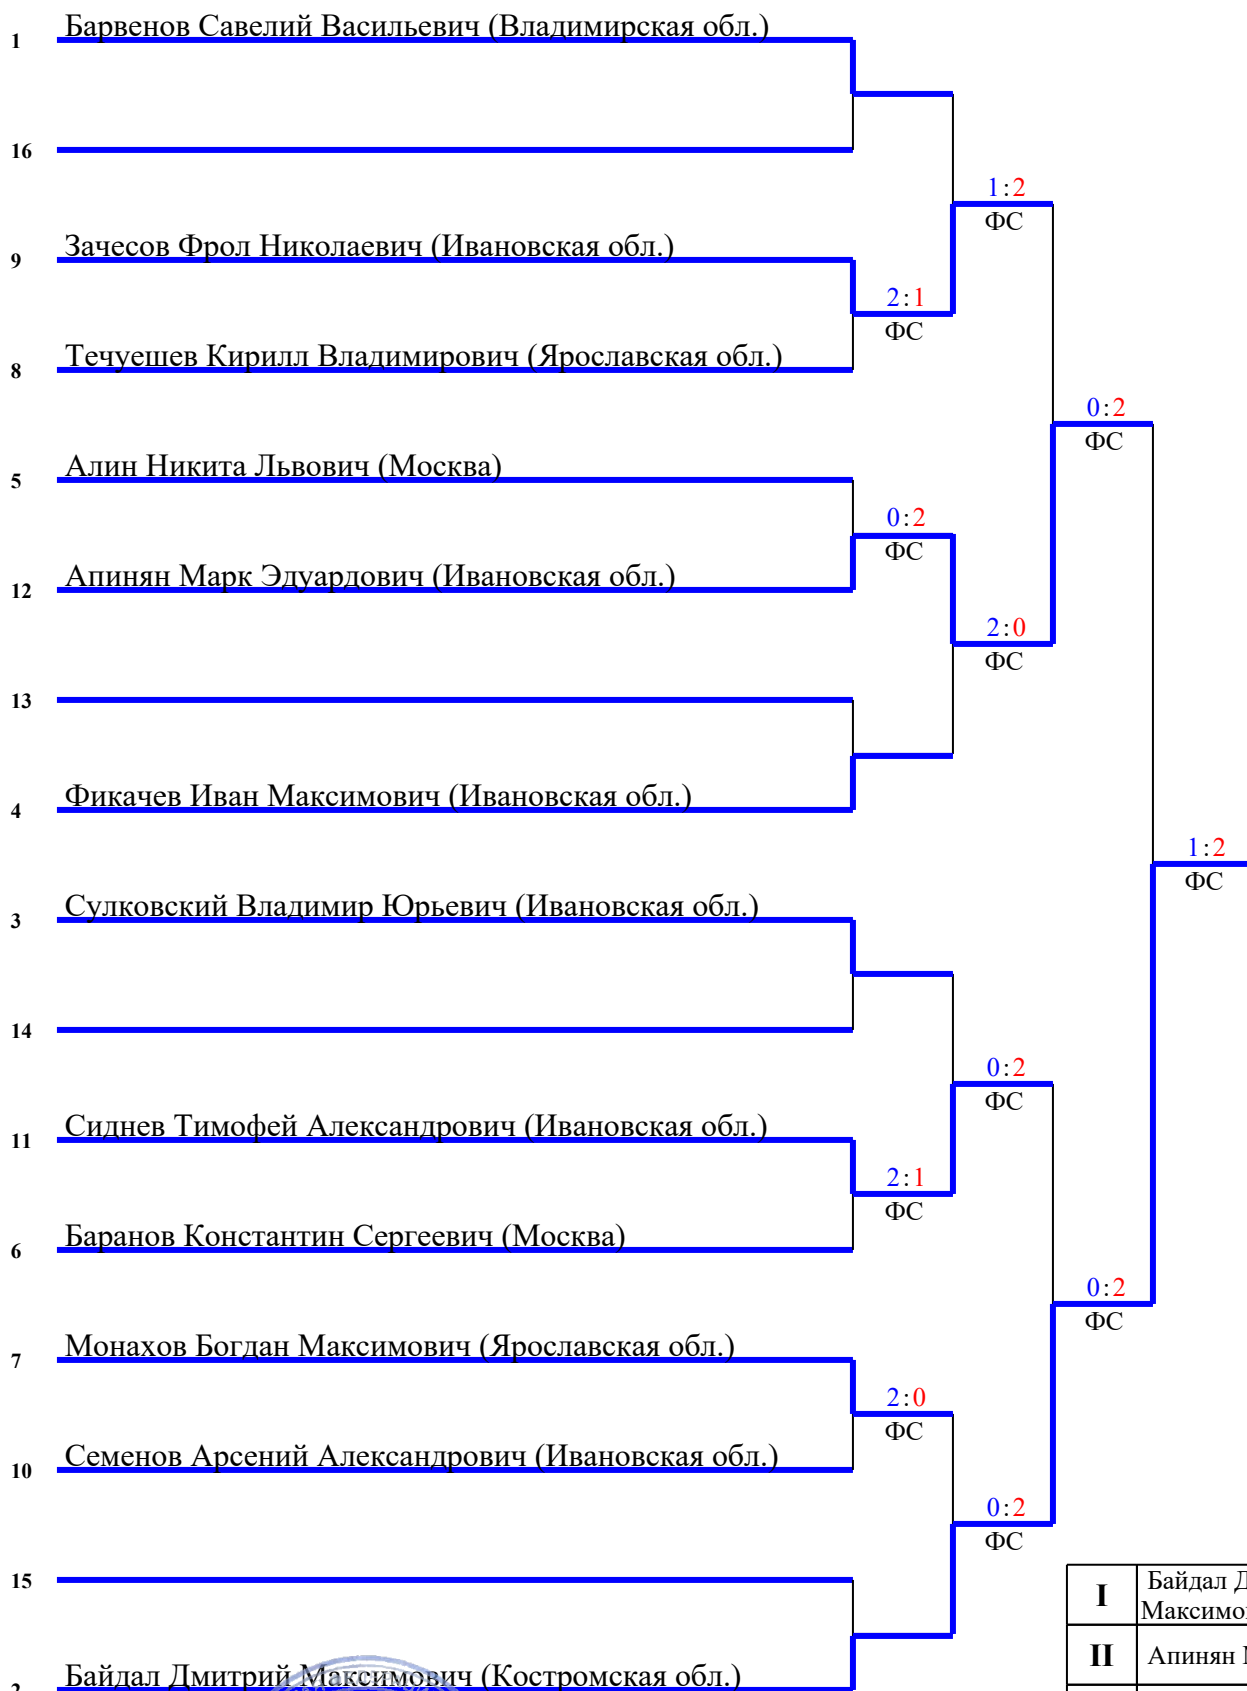 Барвенов Савелий Васильевич (Владимирская обл.)
1
16
1:2
ФС
Зачесов Фрол Николаевич (Ивановская обл.)
9
2:1
ФС
Течуешев Кирилл Владимирович (Ярославская обл.)
8
0:2
ФС
Алин Никита Львович (Москва)
5
0:2
ФС
Апинян Марк Эдуардович (Ивановская обл.)
12
2:0
ФС
13
Фикачев Иван Максимович (Ивановская обл.)
4
1:2
ФС
Сулковский Владимир Юрьевич (Ивановская обл.)
3
14
0:2
ФС
Сиднев Тимофей Александрович (Ивановская обл.)
11
2:1
ФС
Баранов Константин Сергеевич (Москва)
6
0:2
ФС
Монахов Богдан Максимович (Ярославская обл.)
7
2:0
ФС
Семенов Арсений Александрович (Ивановская обл.)
10
0:2
ФС
15
I
Байдал Д
Максимо
II
Апинян М
Байдал Дмитрий Максимович (Костромская обл.)
2